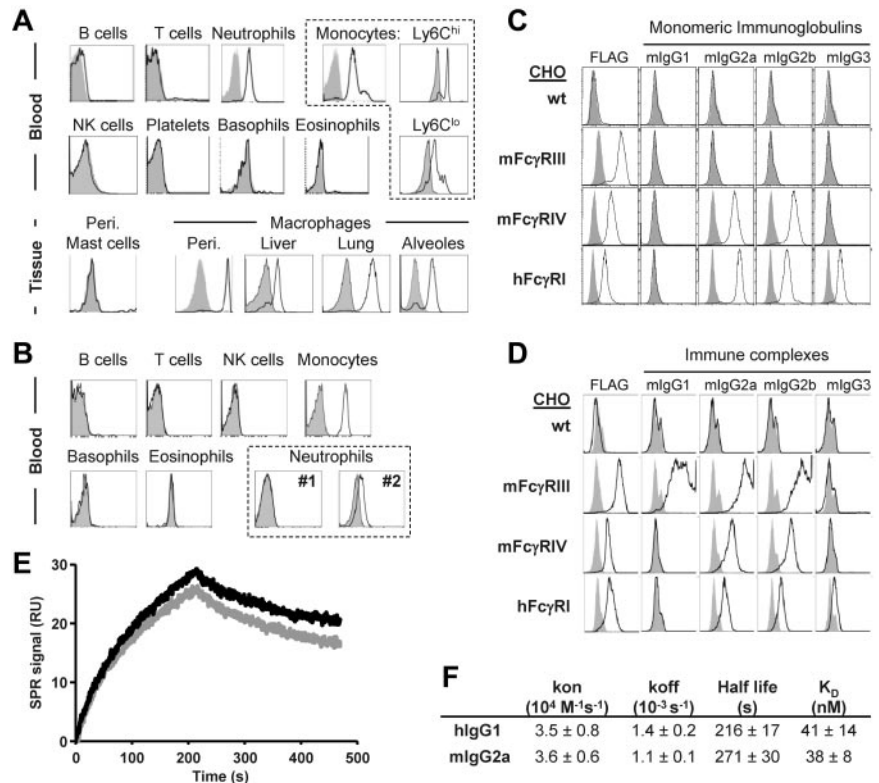 A
B cells T cells Neutrophils Monocytes: Ly6Chi
Blood
NK cells Platelets Basophils Eosinophils Ly6Clo
Tissue
Peri. Mast cells
Macrophages
Peri. Liver Lung Alveoles
B
B cells T cells NK cells Monocytes
Blood
Basophils Eosinophils Neutrophils
#1 #2
C
Monomeric Immunoglobulins
FLAG mIgG1 mIgG2a mIgG2b mIgG3
CHO
wt
mFcγRIII
mFcγRIV
hFcγRI
D
Immune complexes
FLAG mIgG1 mIgG2a mIgG2b mIgG3
CHO
wt
mFcγRIII
mFcγRIV
hFcγRI
E
SPR signal (RU)
30
20
10
0
0 100 200 300 400 500
Time (s)
F
kon koff Half life KD
(10⁴ M⁻¹s⁻¹) (10⁻³ s⁻¹) (s) (nM)
hIgG1 3.5 ± 0.8 1.4 ± 0.2 216 ± 17 41 ± 14
mIgG2a 3.6 ± 0.6 1.1 ± 0.1 271 ± 30 38 ± 8